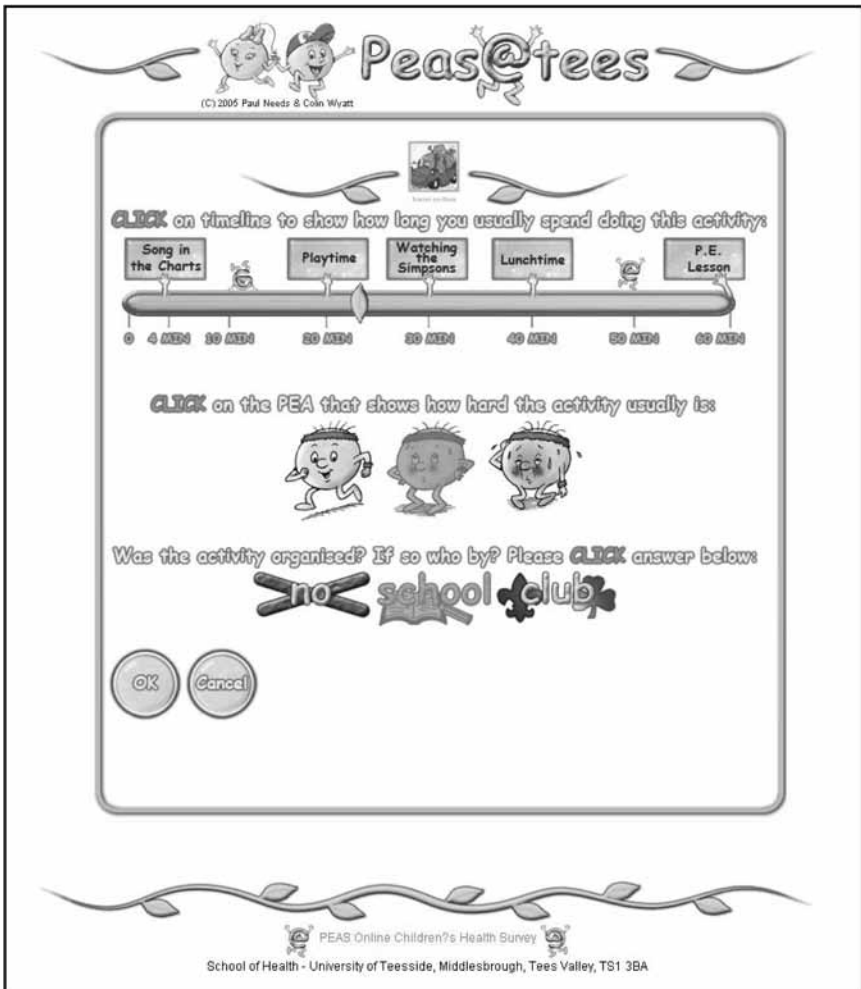 Peas@tees
(C) 2005 Paul Needs & Colin Wyatt
CLICK on timeline to show how long you usually spend doing this activity:
Song in
the Charts
Playtime
Watching
the
Simpsons
Lunchtime
P.E.
Lesson
0 4 MIN 10 MIN 20 MIN 30 MIN 40 MIN 50 MIN 60 MIN
CLICK on the PEA that shows how hard the activity usually is:
Was the activity organised? If so who by? Please CLICK answer below:
no school club
OK Cancel
PEAS Online Children?s Health Survey
School of Health - University of Teesside, Middlesbrough, Tees Valley, TS1 3BA